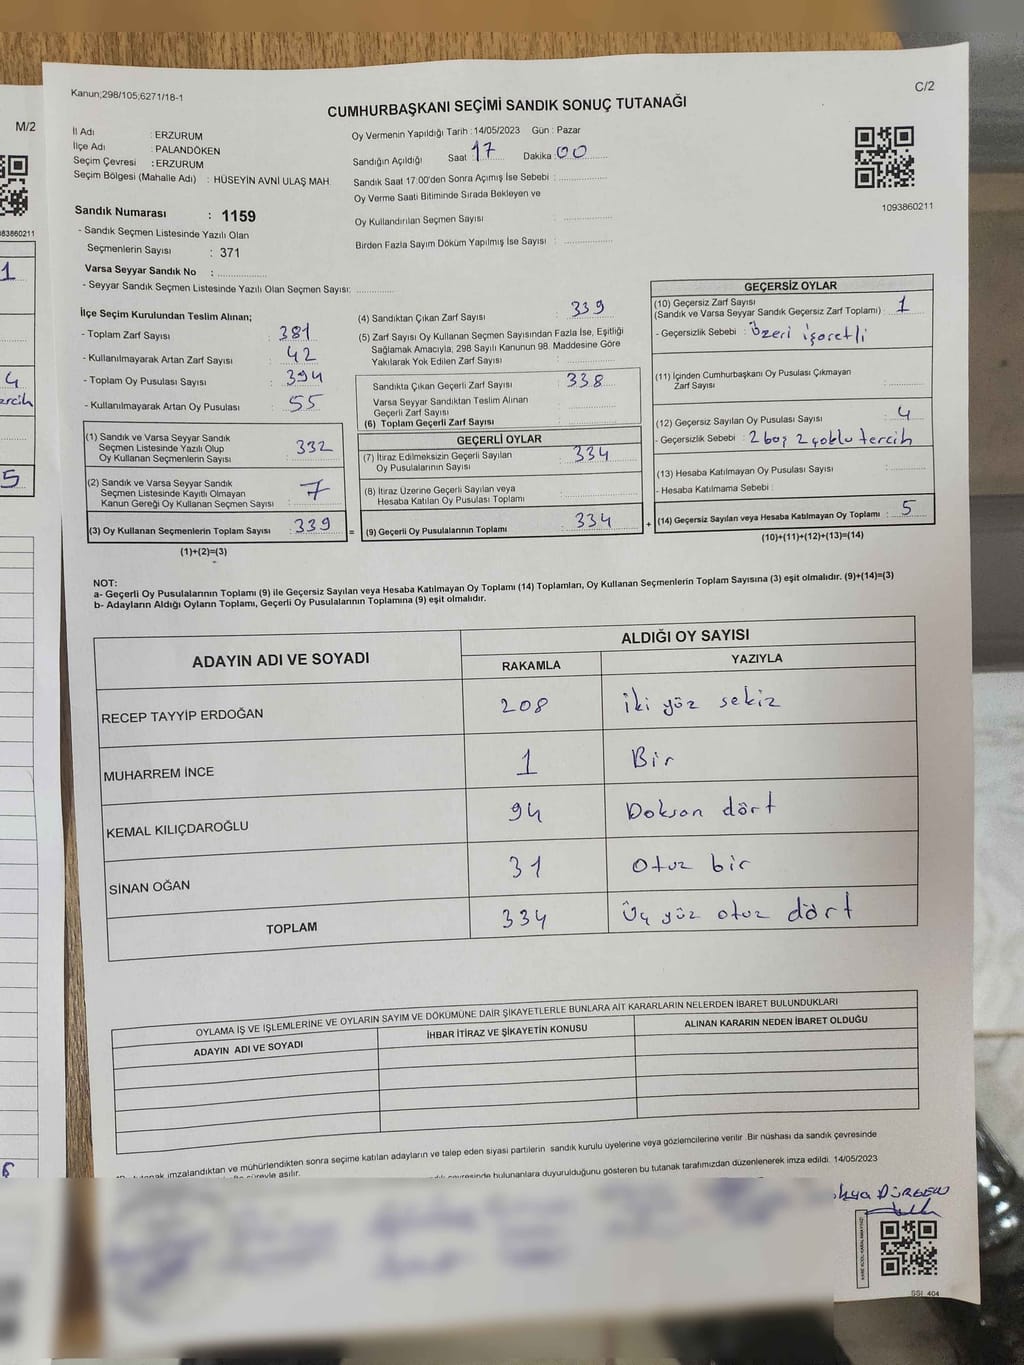 Kanun;298/105;6271/18-1
C/2
CUMHURBAŞKANI SEÇİMİ SANDIK SONUÇ TUTANAĞI
M/2
İl Adı : ERZURUM
İlçe Adı : PALANDÖKEN
Seçim Çevresi : ERZURUM
Seçim Bölgesi (Mahalle Adı) : HÜSEYİN AVNİ ULAŞ MAH.
Oy Vermenin Yapıldığı Tarih : 14/05/2023 Gün : Pazar
Sandığın Açıldığı Saat 17 Dakika : 00
Sandık Saat 17:00'den Sonra Açımış İse Sebebi :
Oy Verme Saati Bitiminde Sırada Bekleyen ve
Oy Kullandırılan Seçmen Sayısı :
Birden Fazla Sayım Döküm Yapılmış İse Sayısı :
1093860211
Sandık Numarası : 1159
- Sandık Seçmen Listesinde Yazılı Olan
Seçmenlerin Sayısı : 371
Varsa Seyyar Sandık No :
- Seyyar Sandık Seçmen Listesinde Yazılı Olan Seçmen Sayısı:
İlçe Seçim Kurulundan Teslim Alınan;
- Toplam Zarf Sayısı : 381
- Kullanılmayarak Artan Zarf Sayısı : 42
- Toplam Oy Pusulası Sayısı : 394
- Kullanılmayarak Artan Oy Pusulası : 55
(1) Sandık ve Varsa Seyyar Sandık
Seçmen Listesinde Yazılı Olup
Oy Kullanan Seçmenlerin Sayısı : 332
(2) Sandık ve Varsa Seyyar Sandık
Seçmen Listesinde Kayıtlı Olmayan
Kanun Gereği Oy Kullanan Seçmen Sayısı : 7
(3) Oy Kullanan Seçmenlerin Toplam Sayısı : 339 =
(1)+(2)=(3)
(4) Sandıktan Çıkan Zarf Sayısı : 339
(5) Zarf Sayısı Oy Kullanan Seçmen Sayısından Fazla İse, Eşitliği
Sağlamak Amacıyla, 298 Sayılı Kanunun 98. Maddesine Göre
Yakılarak Yok Edilen Zarf Sayısı :
Sandıkta Çıkan Geçerli Zarf Sayısı : 338
Varsa Seyyar Sandıktan Teslim Alınan
Geçerli Zarf Sayısı :
(6) Toplam Geçerli Zarf Sayısı :
GEÇERLİ OYLAR
(7) İtiraz Edilmeksizin Geçerli Sayılan
Oy Pusulalarının Sayısı : 334
(8) İtiraz Üzerine Geçerli Sayılan veya
Hesaba Katılan Oy Pusulası Toplamı :
(9) Geçerli Oy Pusulalarının Toplamı : 334 +
GEÇERSİZ OYLAR
(10) Geçersiz Zarf Sayısı
(Sandık ve Varsa Seyyar Sandık Geçersiz Zarf Toplamı) : 1
- Geçersizlik Sebebi : Üzeri işaretli
(11) İçinden Cumhurbaşkanı Oy Pusulası Çıkmayan
Zarf Sayısı :
(12) Geçersiz Sayılan Oy Pusulası Sayısı : 4
- Geçersizlik Sebebi : 2 boş 2 çoklu tercih
(13) Hesaba Katılmayan Oy Pusulası Sayısı :
- Hesaba Katılmama Sebebi :
(14) Geçersiz Sayılan veya Hesaba Katılmayan Oy Toplamı : 5
(10)+(11)+(12)+(13)=(14)
NOT:
a- Geçerli Oy Pusulalarının Toplamı (9) ile Geçersiz Sayılan veya Hesaba Katılmayan Oy Toplamı (14) Toplamları, Oy Kullanan Seçmenlerin Toplam Sayısına (3) eşit olmalıdır. (9)+(14)=(3)
b- Adayların Aldığı Oyların Toplamı, Geçerli Oy Pusulalarının Toplamına (9) eşit olmalıdır.
ADAYIN ADI VE SOYADI
ALDIĞI OY SAYISI
RAKAMLA YAZIYLA
RECEP TAYYİP ERDOĞAN 208 iki yüz sekiz
MUHARREM İNCE 1 Bir
KEMAL KILIÇDAROĞLU 94 Doksan dört
SİNAN OĞAN 31 Otuz bir
TOPLAM 334 Üç yüz otuz dört
OYLAMA İŞ VE İŞLEMLERİNE VE OYLARIN SAYIM VE DÖKÜMÜNE DAİR ŞİKAYETLERLE BUNLARA AİT KARARLARIN NELERDEN İBARET BULUNDUKLARI
ADAYIN ADI VE SOYADI İHBAR İTİRAZ VE ŞİKAYETİN KONUSU ALINAN KARARIN NEDEN İBARET OLDUĞU
imzalandıktan ve mühürlendikten sonra seçime katılan adayların ve talep eden siyasi partilerin sandık kurulu üyelerine veya gözlemcilerine verilir .Bir nüshası da sandık çevresinde
asılır.
bulunanlara duyurulduğunu gösteren bu tutanak tarafımızdan düzenlenerek imza edildi. 14/05/2023
SSI 404
1
4
5